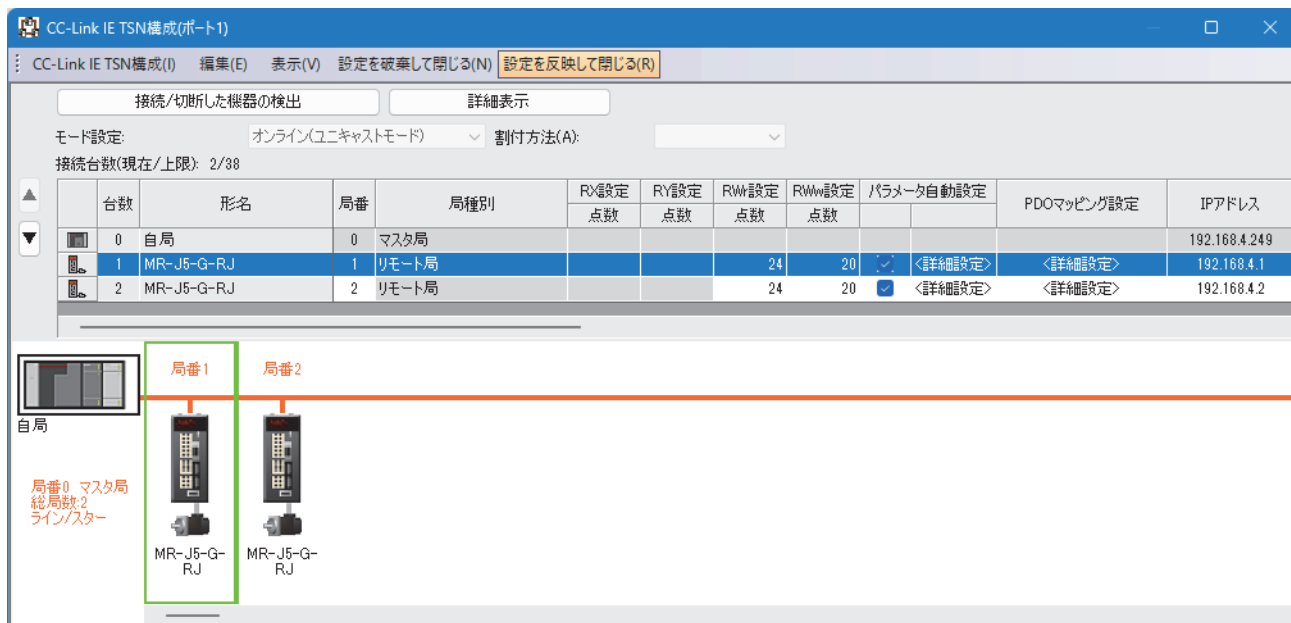 CC-Link IE TSN構成(ポート1)
CC-Link IE TSN構成(I) 編集(E) 表示(V) 設定を破棄して閉じる(N) 設定を反映して閉じる(R)
接続/切断した機器の検出 詳細表示
モード設定: オンライン(ユニキャストモード) 割付方法(A):
接続台数(現在/上限): 2/38
台数 形名 局番 局種別 RX設定 RY設定 RWr設定 RWw設定 パラメータ自動設定 PDOマッピング設定 IPアドレス
点数 点数 点数 点数
0 自局 0 マスタ局 192.168.4.249
1 MR-J5-G-RJ 1 リモート局 24 20 <詳細設定> <詳細設定> 192.168.4.1
2 MR-J5-G-RJ 2 リモート局 24 20 <詳細設定> <詳細設定> 192.168.4.2
局番1 局番2
自局
局番0 マスタ局
総局数:2
ライン/スター
MR-J5-G-
RJ
MR-J5-G-
RJ